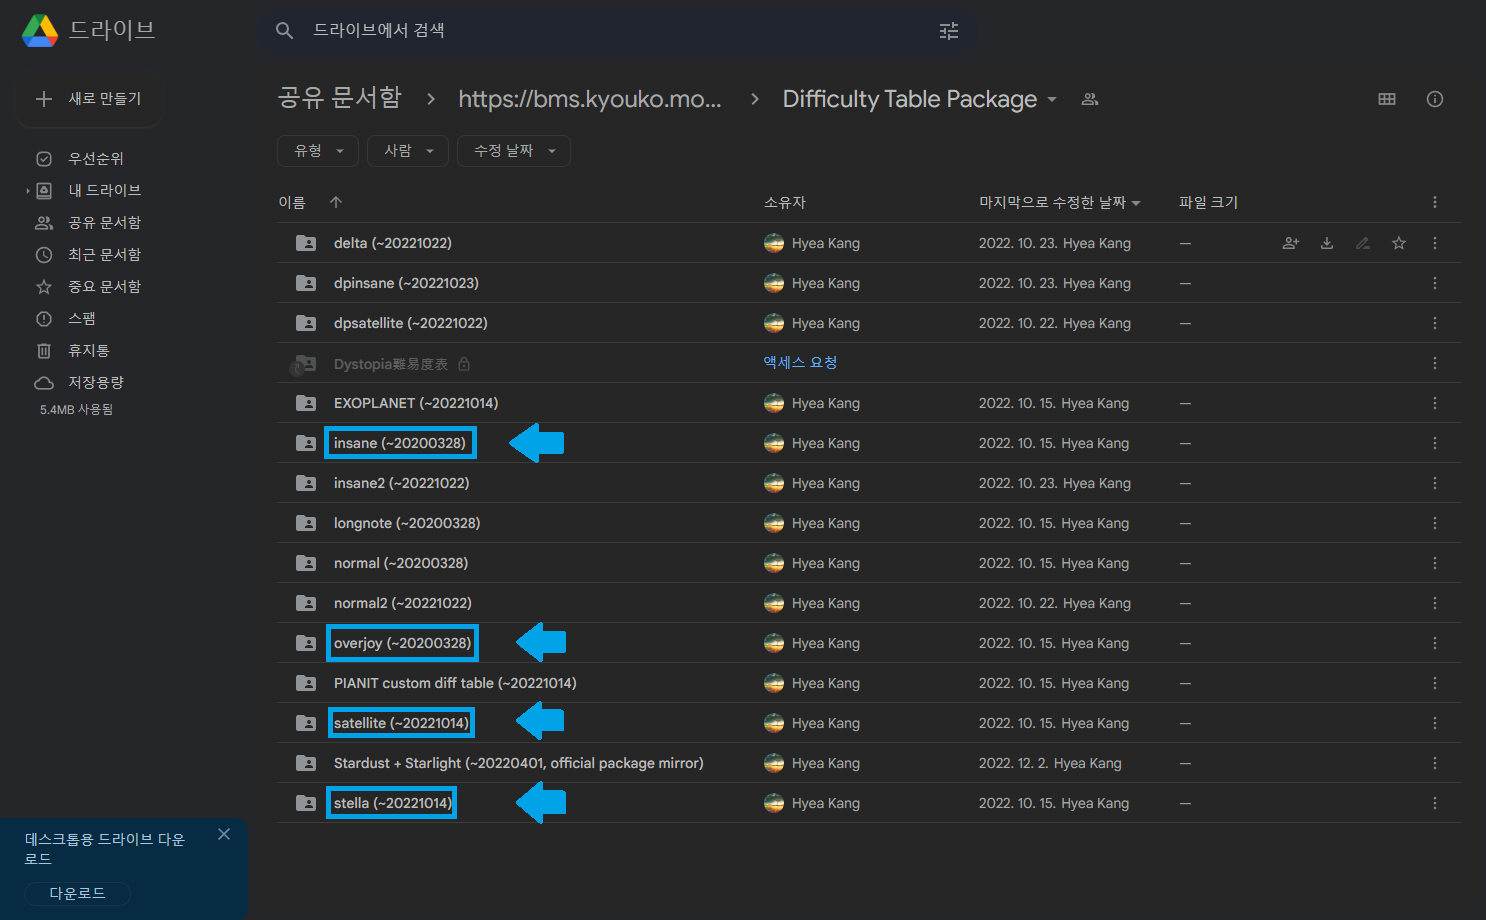 드라이브
드라이브에서 검색
새로 만들기
공유 문서함 > https://bms.kyouko.mo... > Difficulty Table Package
유형 사람 수정 날짜
우선순위
내 드라이브
공유 문서함
최근 문서함
중요 문서함
스팸
휴지통
저장용량
5.4MB 사용됨
이름 소유자 마지막으로 수정한 날짜 파일 크기
delta (~20221022) Hyea Kang 2022. 10. 23. Hyea Kang —
dpinsane (~20221023) Hyea Kang 2022. 10. 23. Hyea Kang —
dpsatellite (~20221022) Hyea Kang 2022. 10. 22. Hyea Kang —
Dystopia難易度表 액세스 요청
EXOPLANET (~20221014) Hyea Kang 2022. 10. 15. Hyea Kang —
insane (~20200328) Hyea Kang 2022. 10. 15. Hyea Kang —
insane2 (~20221022) Hyea Kang 2022. 10. 23. Hyea Kang —
longnote (~20200328) Hyea Kang 2022. 10. 15. Hyea Kang —
normal (~20200328) Hyea Kang 2022. 10. 15. Hyea Kang —
normal2 (~20221022) Hyea Kang 2022. 10. 22. Hyea Kang —
overjoy (~20200328) Hyea Kang 2022. 10. 15. Hyea Kang —
PIANIT custom diff table (~20221014) Hyea Kang 2022. 10. 15. Hyea Kang —
satellite (~20221014) Hyea Kang 2022. 10. 15. Hyea Kang —
Stardust + Starlight (~20220401, official package mirror) Hyea Kang 2022. 12. 2. Hyea Kang —
stella (~20221014) Hyea Kang 2022. 10. 15. Hyea Kang —
데스크톱용 드라이브 다운
로드
다운로드